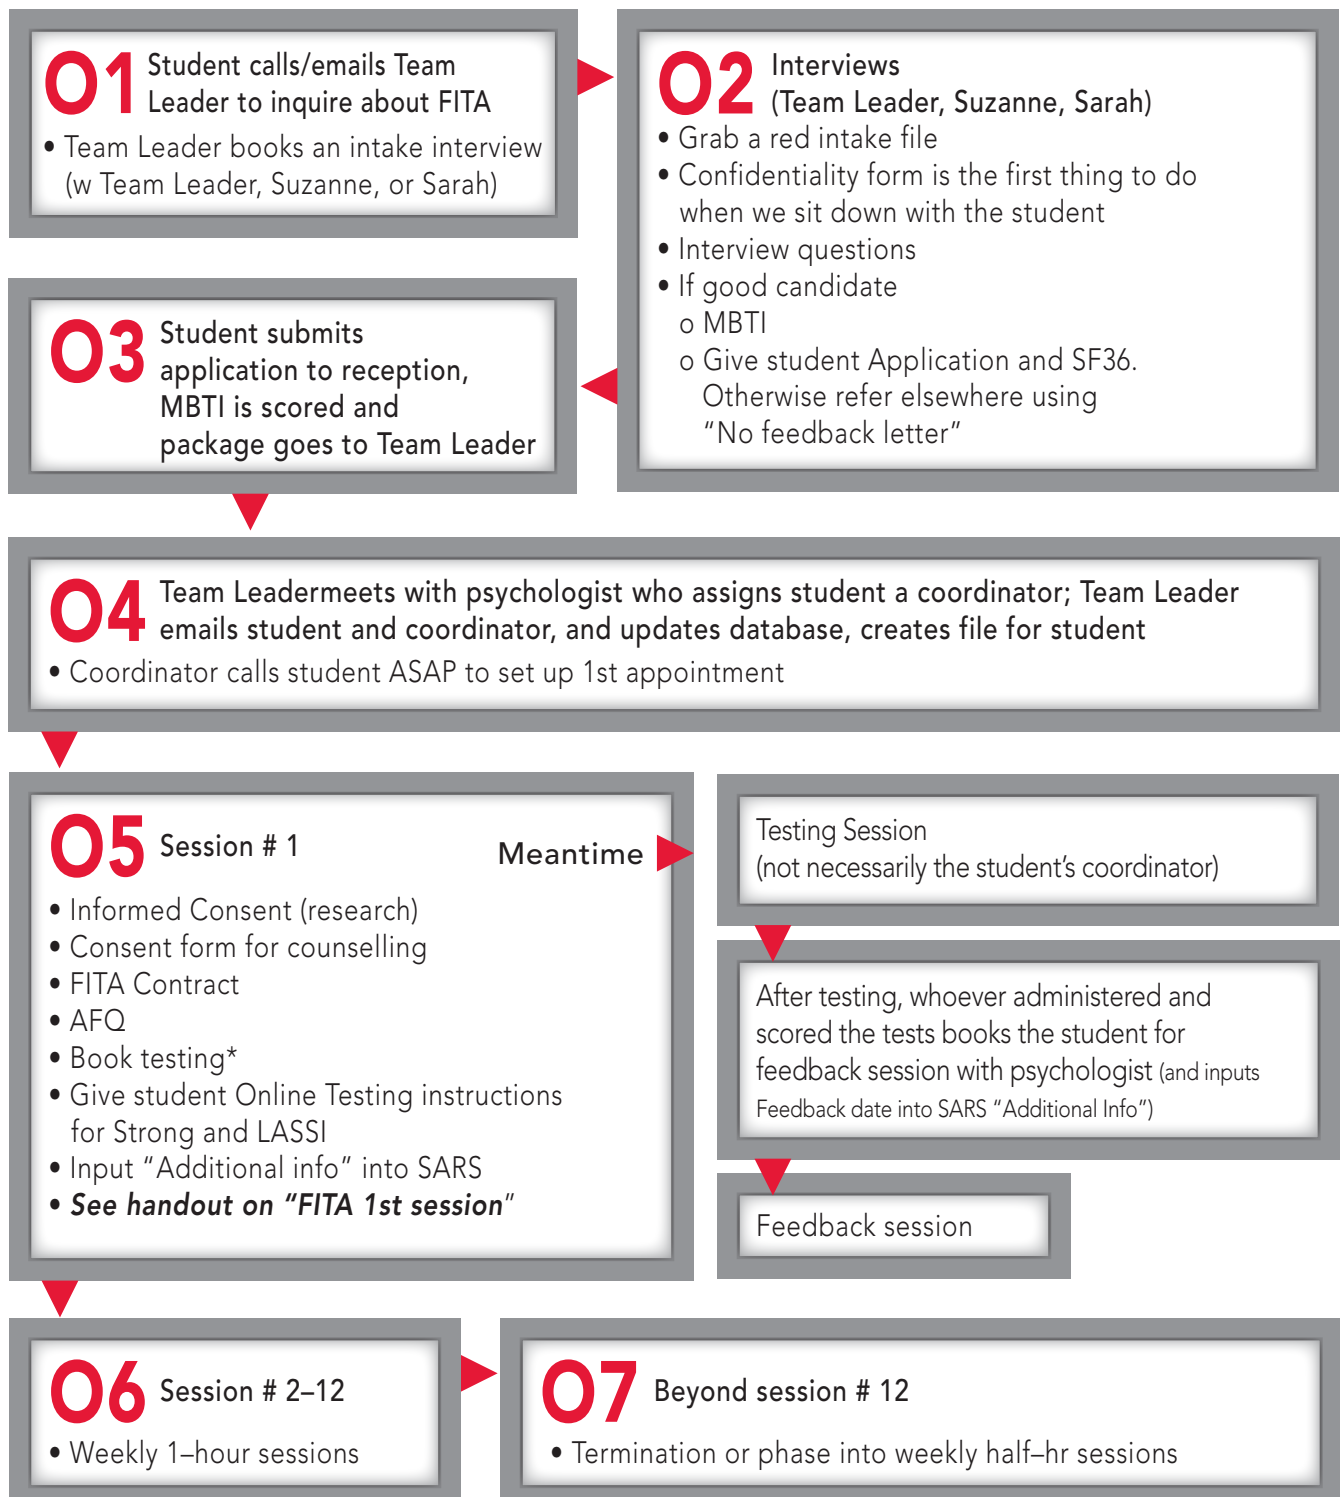 01 Student calls/emails Team
Leader to inquire about FITA
• Team Leader books an intake interview
(w Team Leader, Suzanne, or Sarah)
02 Interviews
(Team Leader, Suzanne, Sarah)
• Grab a red intake file
• Confidentiality form is the first thing to do
when we sit down with the student
• Interview questions
• If good candidate
o MBTI
o Give student Application and SF36.
Otherwise refer elsewhere using
“No feedback letter”
03 Student submits
application to reception,
MBTI is scored and
package goes to Team Leader
04 Team Leadermeets with psychologist who assigns student a coordinator; Team Leader
emails student and coordinator, and updates database, creates file for student
• Coordinator calls student ASAP to set up 1st appointment
05 Session # 1
Meantime
• Informed Consent (research)
• Consent form for counselling
• FITA Contract
• AFQ
• Book testing*
• Give student Online Testing instructions
for Strong and LASSI
• Input “Additional info” into SARS
• See handout on “FITA 1st session”
Testing Session
(not necessarily the student’s coordinator)
After testing, whoever administered and
scored the tests books the student for
feedback session with psychologist (and inputs
Feedback date into SARS “Additional Info”)
Feedback session
06 Session # 2–12
• Weekly 1–hour sessions
07 Beyond session # 12
• Termination or phase into weekly half–hr sessions